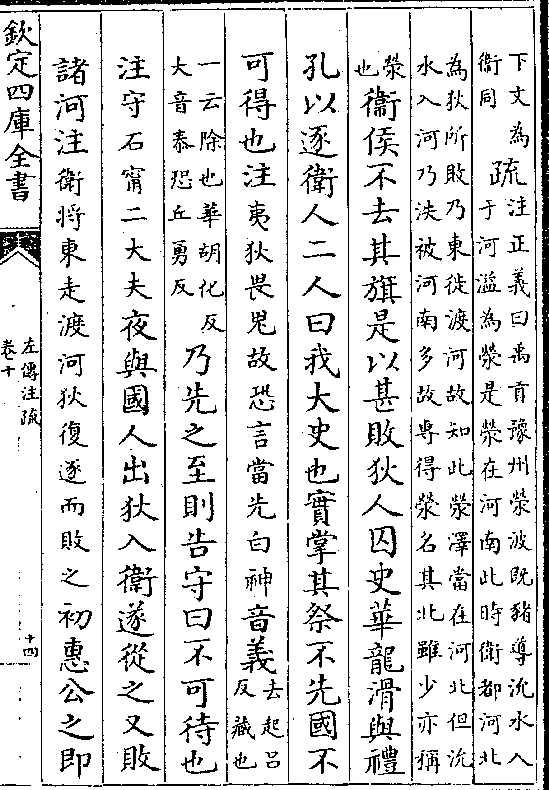 下文為
衞同
疏
注正義曰禹貢豫州滎波既豬導沇水入
于河溢為滎是滎在河南此時衞都河北
為狄所敗乃東徙渡河故知此滎澤當在河北但沇
水入河乃泆被河南多故專得滎名其北雖少亦稱
滎
也
衞侯不去其旗是以甚敗狄人囚史華龍滑與禮
孔以逐衞人二人曰我大史也實掌其祭不先國不
可得也注夷狄畏鬼故恐言當先白神音義
去起呂
反藏也
一云除也華胡化反
大音泰恐丘勇反
乃先之至則告守曰不可待也
注守石甯二大夫夜與國人出狄入衞遂從之又敗
諸河注衞將東走渡河狄復逐而敗之初惠公之即
欽定四庫全書
左傳注疏
卷十
十四